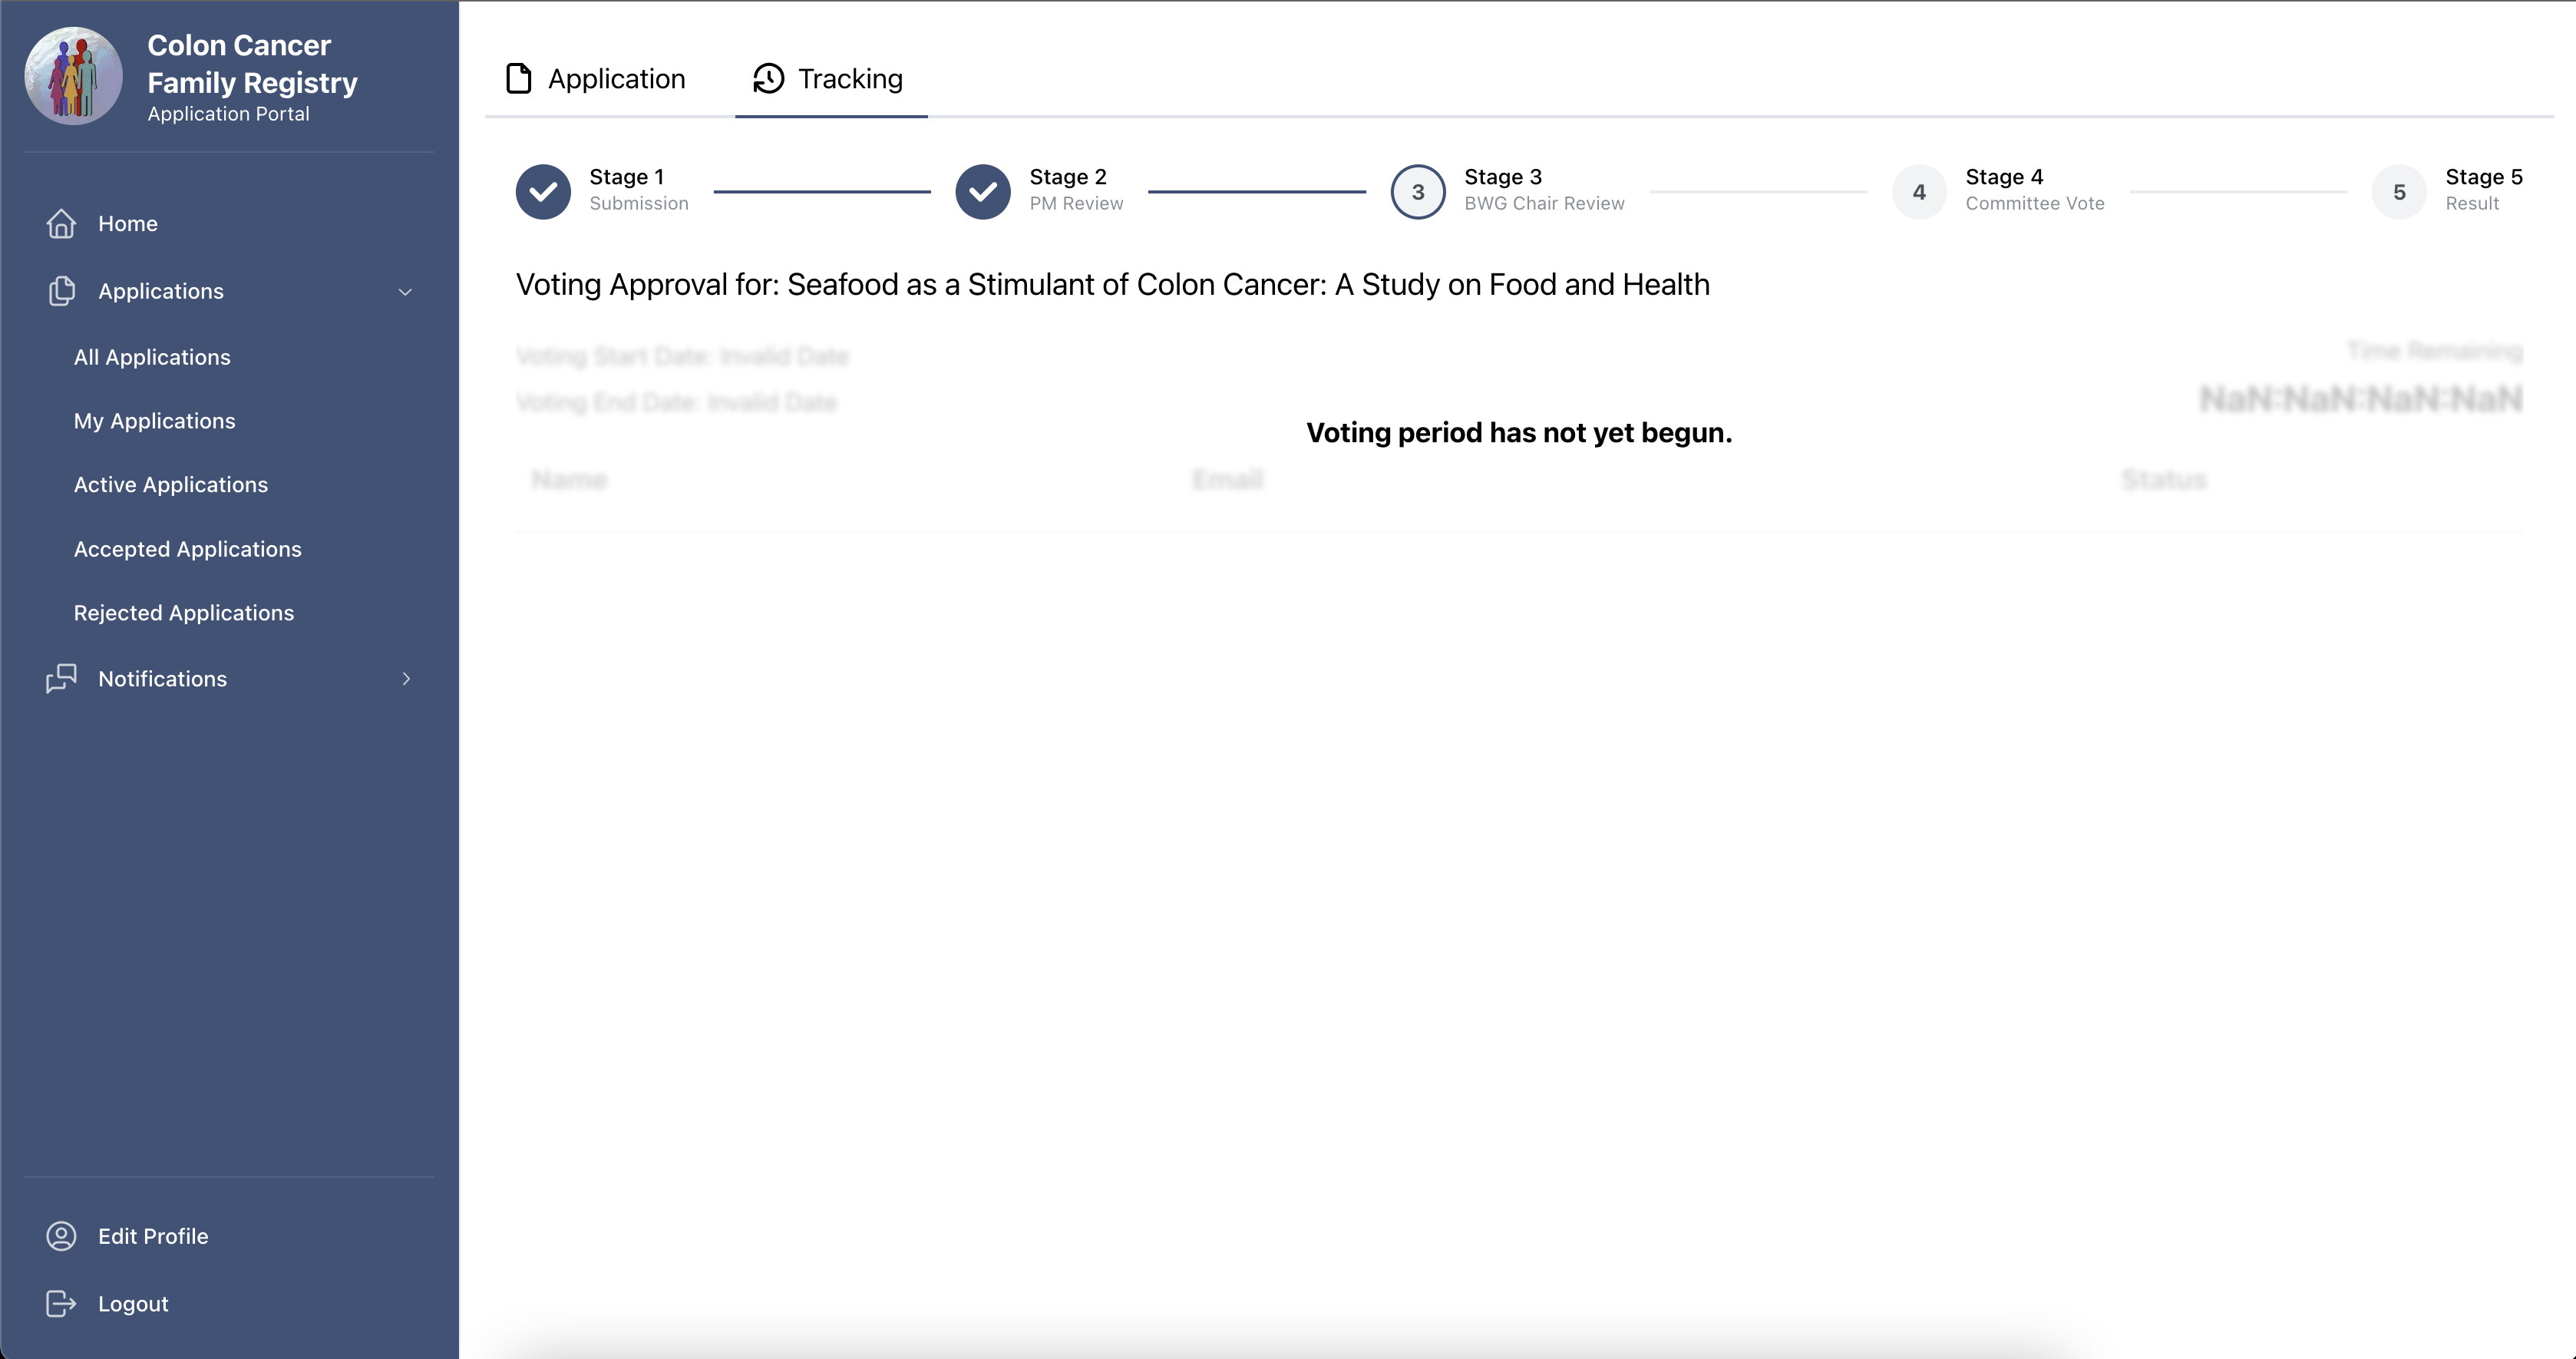 Colon Cancer
Family Registry
Application Portal
Home
Applications
All Applications
My Applications
Active Applications
Accepted Applications
Rejected Applications
Notifications
Edit Profile
Logout
Application
Tracking
Stage 1
Submission
Stage 2
PM Review
3
Stage 3
BWG Chair Review
4
Stage 4
Committee Vote
5
Stage 5
Result
Voting Approval for: Seafood as a Stimulant of Colon Cancer: A Study on Food and Health
Voting Start Date: Invalid Date
Voting End Date: Invalid Date
Time Remaining
NaN:NaN:NaN:NaN
Voting period has not yet begun.
Name
Email
Status